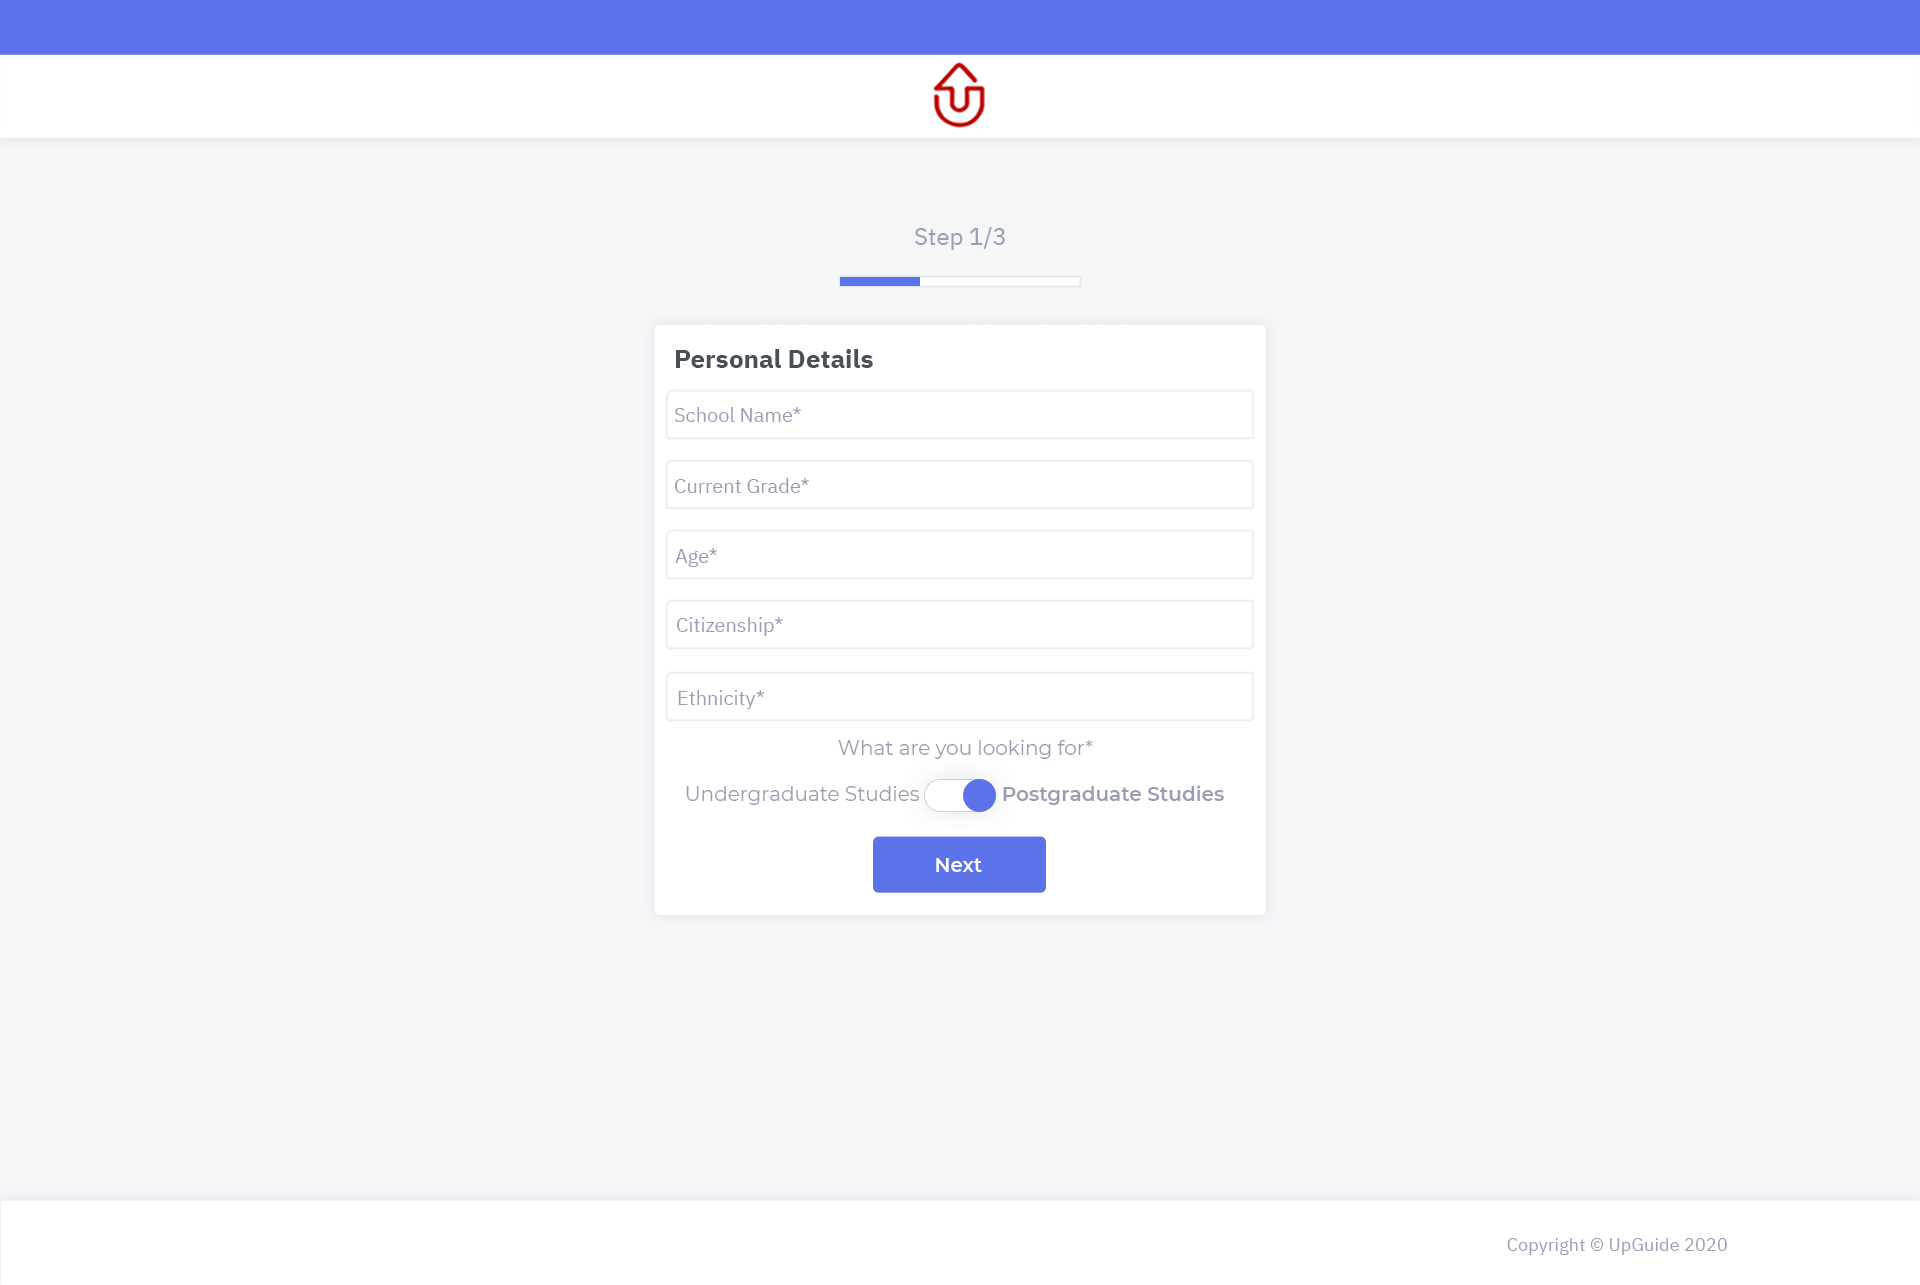 Step 1/3
Personal Details
School Name*
Current Grade*
Age*
Citizenship*
Ethnicity*
What are you looking for*
Undergraduate Studies Postgraduate Studies
Next
Copyright © UpGuide 2020